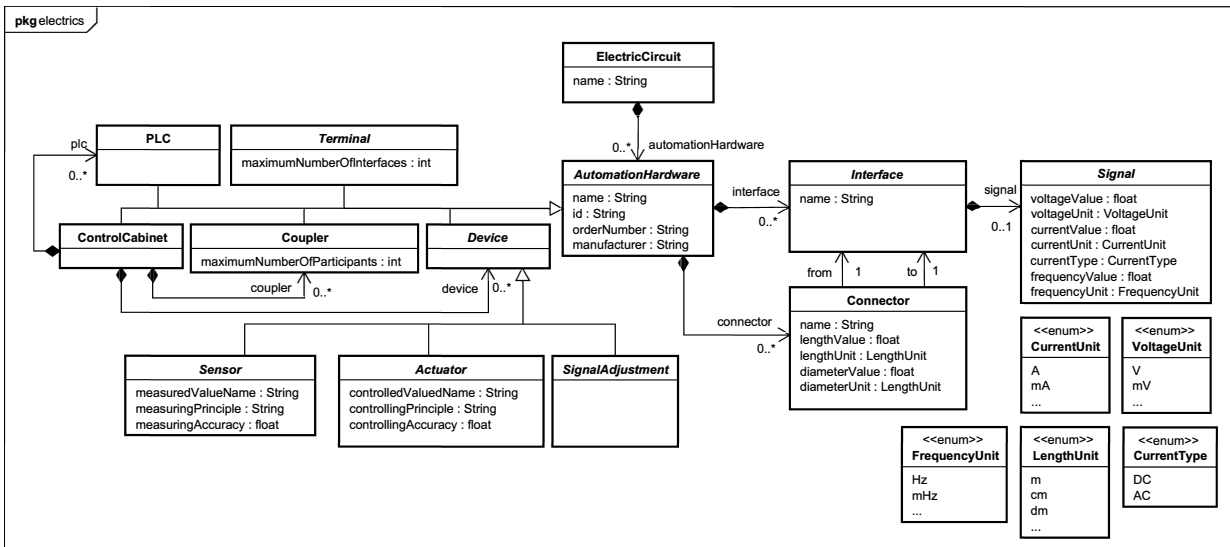 pkg electrics
ElectricCircuit
name : String
0..*
automationHardware
plc
0..*
PLC
Terminal
maximumNumberOfInterfaces : int
AutomationHardware
name : String
id : String
orderNumber : String
manufacturer : String
interface
0..*
Interface
name : String
signal
0..1
Signal
voltageValue : float
voltageUnit : VoltageUnit
currentValue : float
currentUnit : CurrentUnit
currentType : CurrentType
frequencyValue : float
frequencyUnit : FrequencyUnit
ControlCabinet
Coupler
maximumNumberOfParticipants : int
Device
coupler
0..*
device
0..*
from
1
to
1
connector
0..*
Connector
name : String
lengthValue : float
lengthUnit : LengthUnit
diameterValue : float
diameterUnit : LengthUnit
Sensor
measuredValueName : String
measuringPrinciple : String
measuringAccuracy : float
Actuator
controlledValuedName : String
controllingPrinciple : String
controllingAccuracy : float
SignalAdjustment
<<enum>>
CurrentUnit
A
mA
...
<<enum>>
VoltageUnit
V
mV
...
<<enum>>
FrequencyUnit
Hz
mHz
...
<<enum>>
LengthUnit
m
cm
dm
...
<<enum>>
CurrentType
DC
AC